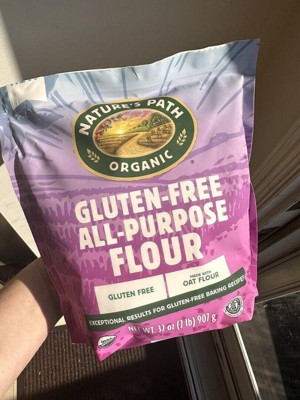 NATURE'S PATH
ORGANIC
GLUTEN-FREE
ALL-PURPOSE
FLOUR
GLUTEN FREE
MADE WITH
OAT FLOUR
EXCEPTIONAL RESULTS FOR GLUTEN-FREE BAKING RECIPES
NET WT. 32 oz (2 lb) 907 g